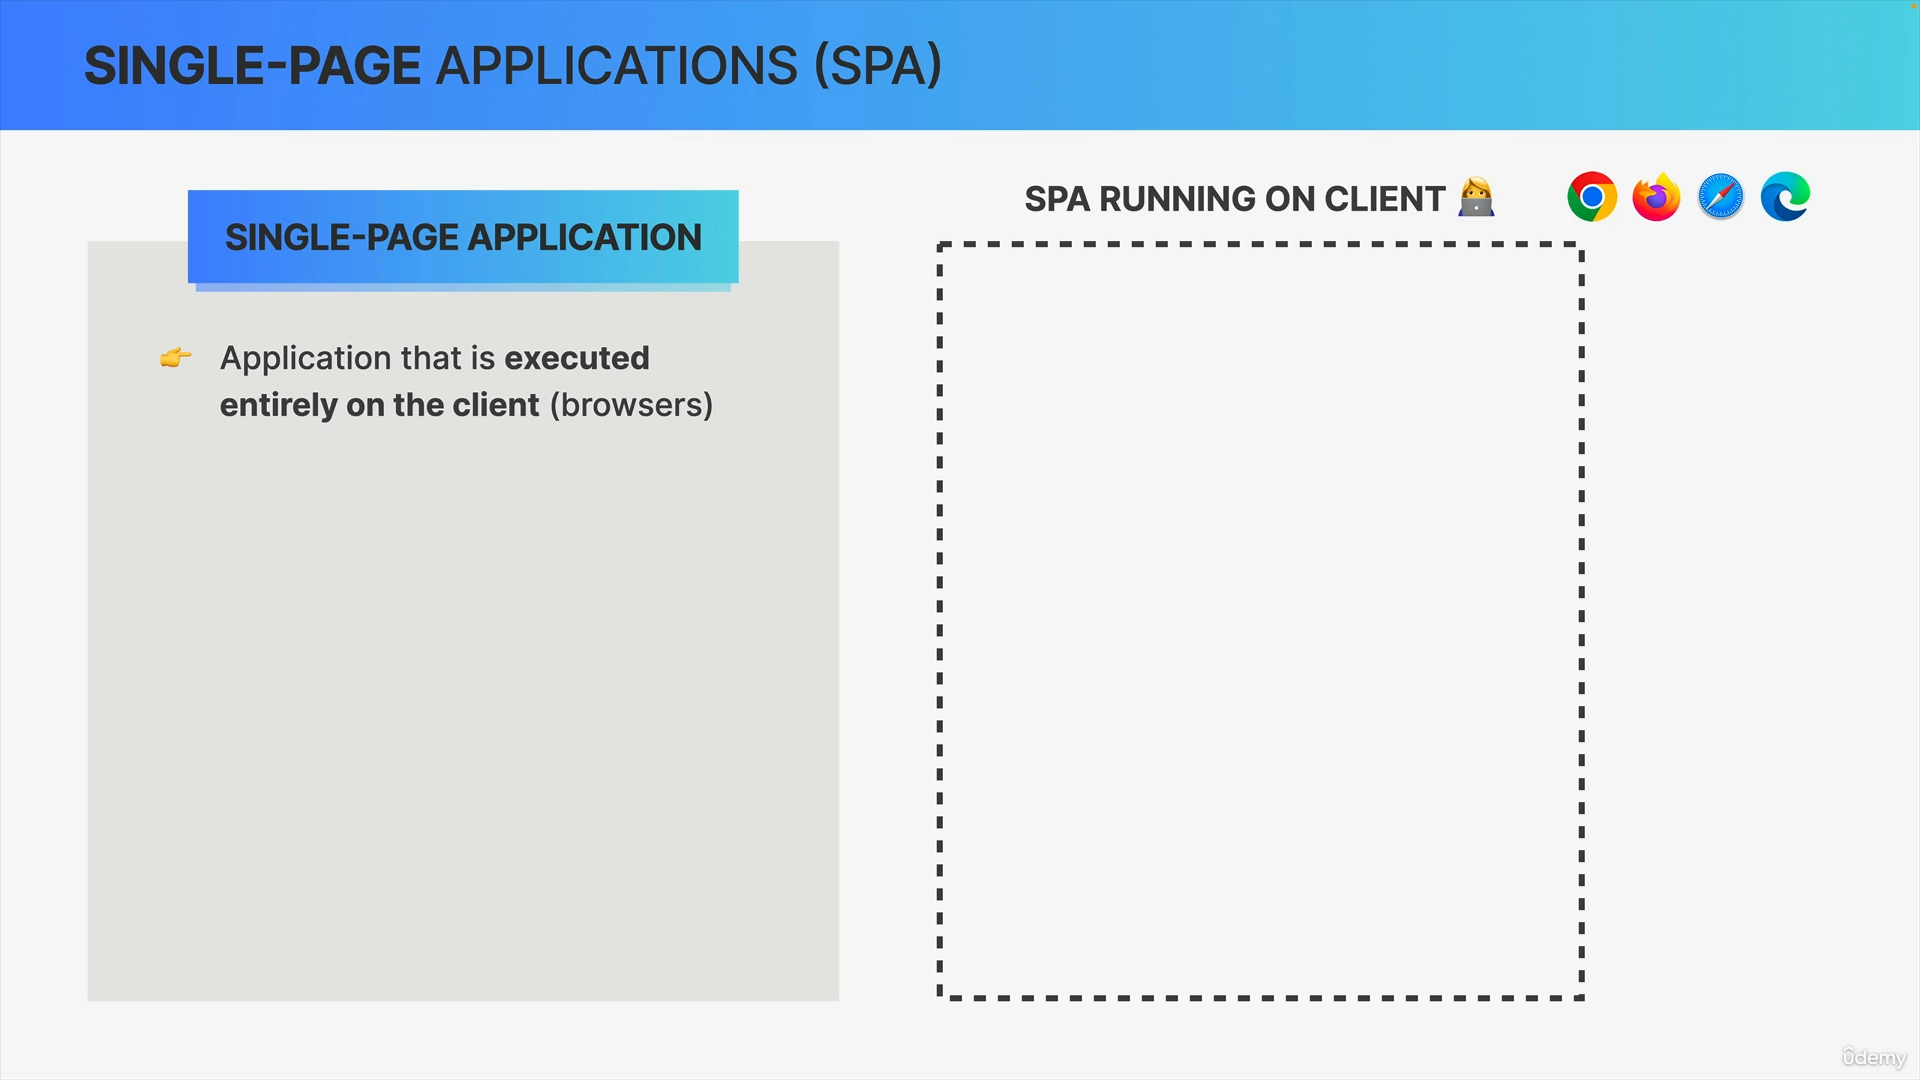 SINGLE-PAGE APPLICATIONS (SPA)
SINGLE-PAGE APPLICATION
👉 Application that is executed
entirely on the client (browsers)
SPA RUNNING ON CLIENT 👩‍💻
ûdemy